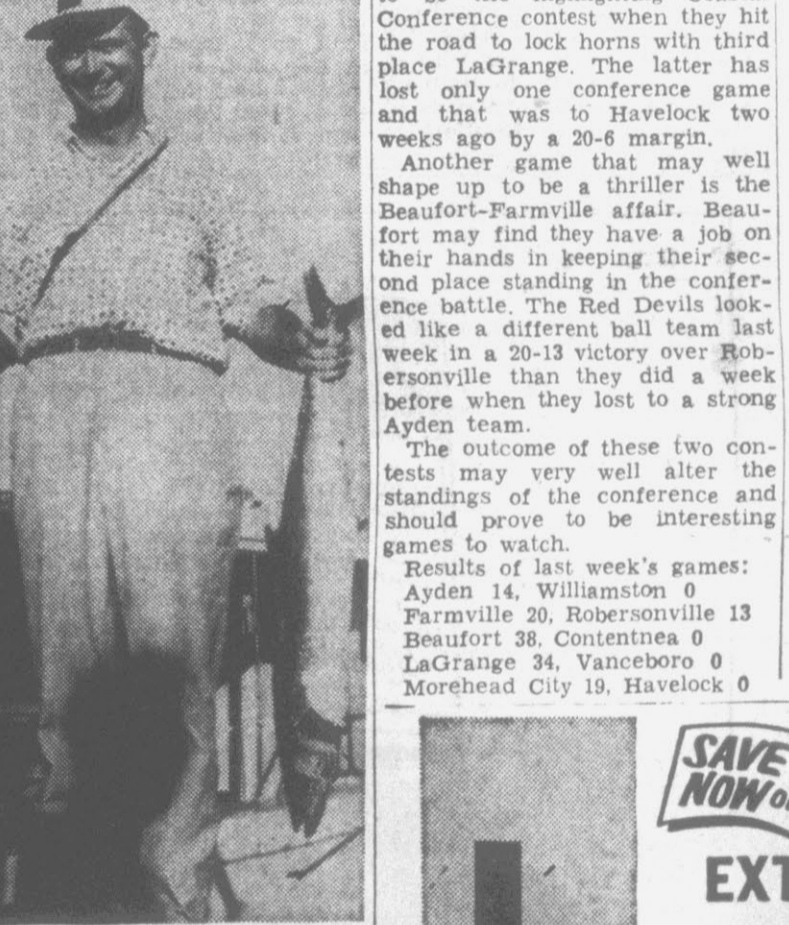 Conference contest when they hit
the road to lock horns with third
place LaGrange. The latter has
lost only one conference game
and that was to Havelock two
weeks ago by a 20-6 margin.
Another game that may well
shape up to be a thriller is the
Beaufort-Farmville affair. Beau-
fort may find they have a job on
their hands in keeping their sec-
ond place standing in the confer-
ence battle. The Red Devils look-
ed like a different ball team last
week in a 20-13 victory over Rob-
ersonville than they did a week
before when they lost to a strong
Ayden team.
The outcome of these two con-
tests may very well alter the
standings of the conference and
should prove to be interesting
games to watch.
Results of last week's games:
Ayden 14, Williamston 0
Farmville 20, Robersonville 13
Beaufort 38, Contentnea 0
LaGrange 34, Vanceboro 0
Morehead City 19, Havelock 0
SAVE
NOW
EXT